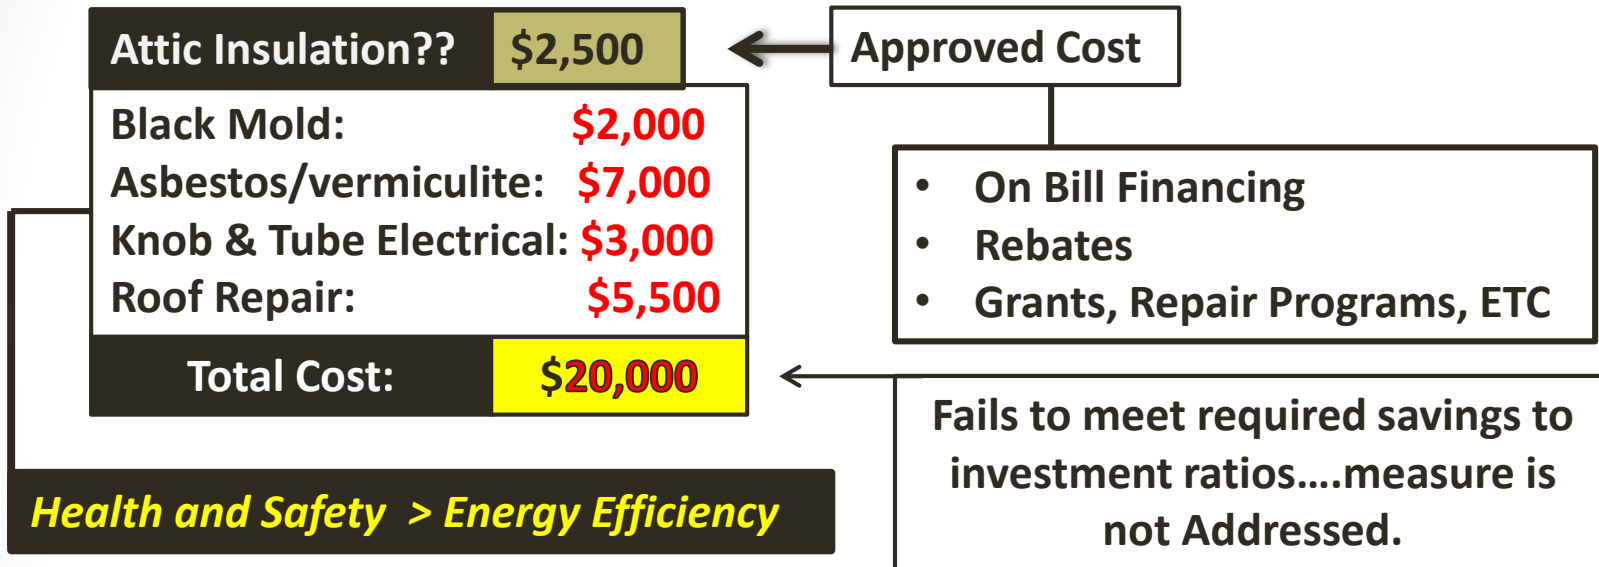 Attic Insulation?? $2,500
Approved Cost
Black Mold: $2,000
Asbestos/vermiculite: $7,000
Knob & Tube Electrical: $3,000
Roof Repair: $5,500
Total Cost: $20,000
• On Bill Financing
• Rebates
• Grants, Repair Programs, ETC
Fails to meet required savings to
investment ratios....measure is
not Addressed.
Health and Safety > Energy Efficiency